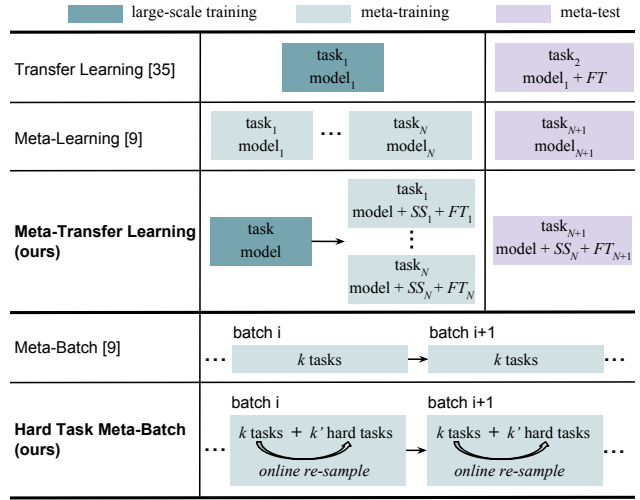 large-scale training meta-training meta-test
Transfer Learning [35]
task1
model1
task2
model1 + FT
Meta-Learning [9]
task1
model1
...
taskN
modelN
taskN+1
modelN+1
Meta-Transfer Learning
(ours)
task
model
task1
model + SS1 + FT1
taskN
model + SSN + FTN
taskN+1
model + SSN + FTN+1
Meta-Batch [9]
batch i
batch i+1
... k tasks k tasks ...
Hard Task Meta-Batch
(ours)
batch i
batch i+1
... k tasks + k' hard tasks k tasks + k' hard tasks ...
online re-sample online re-sample